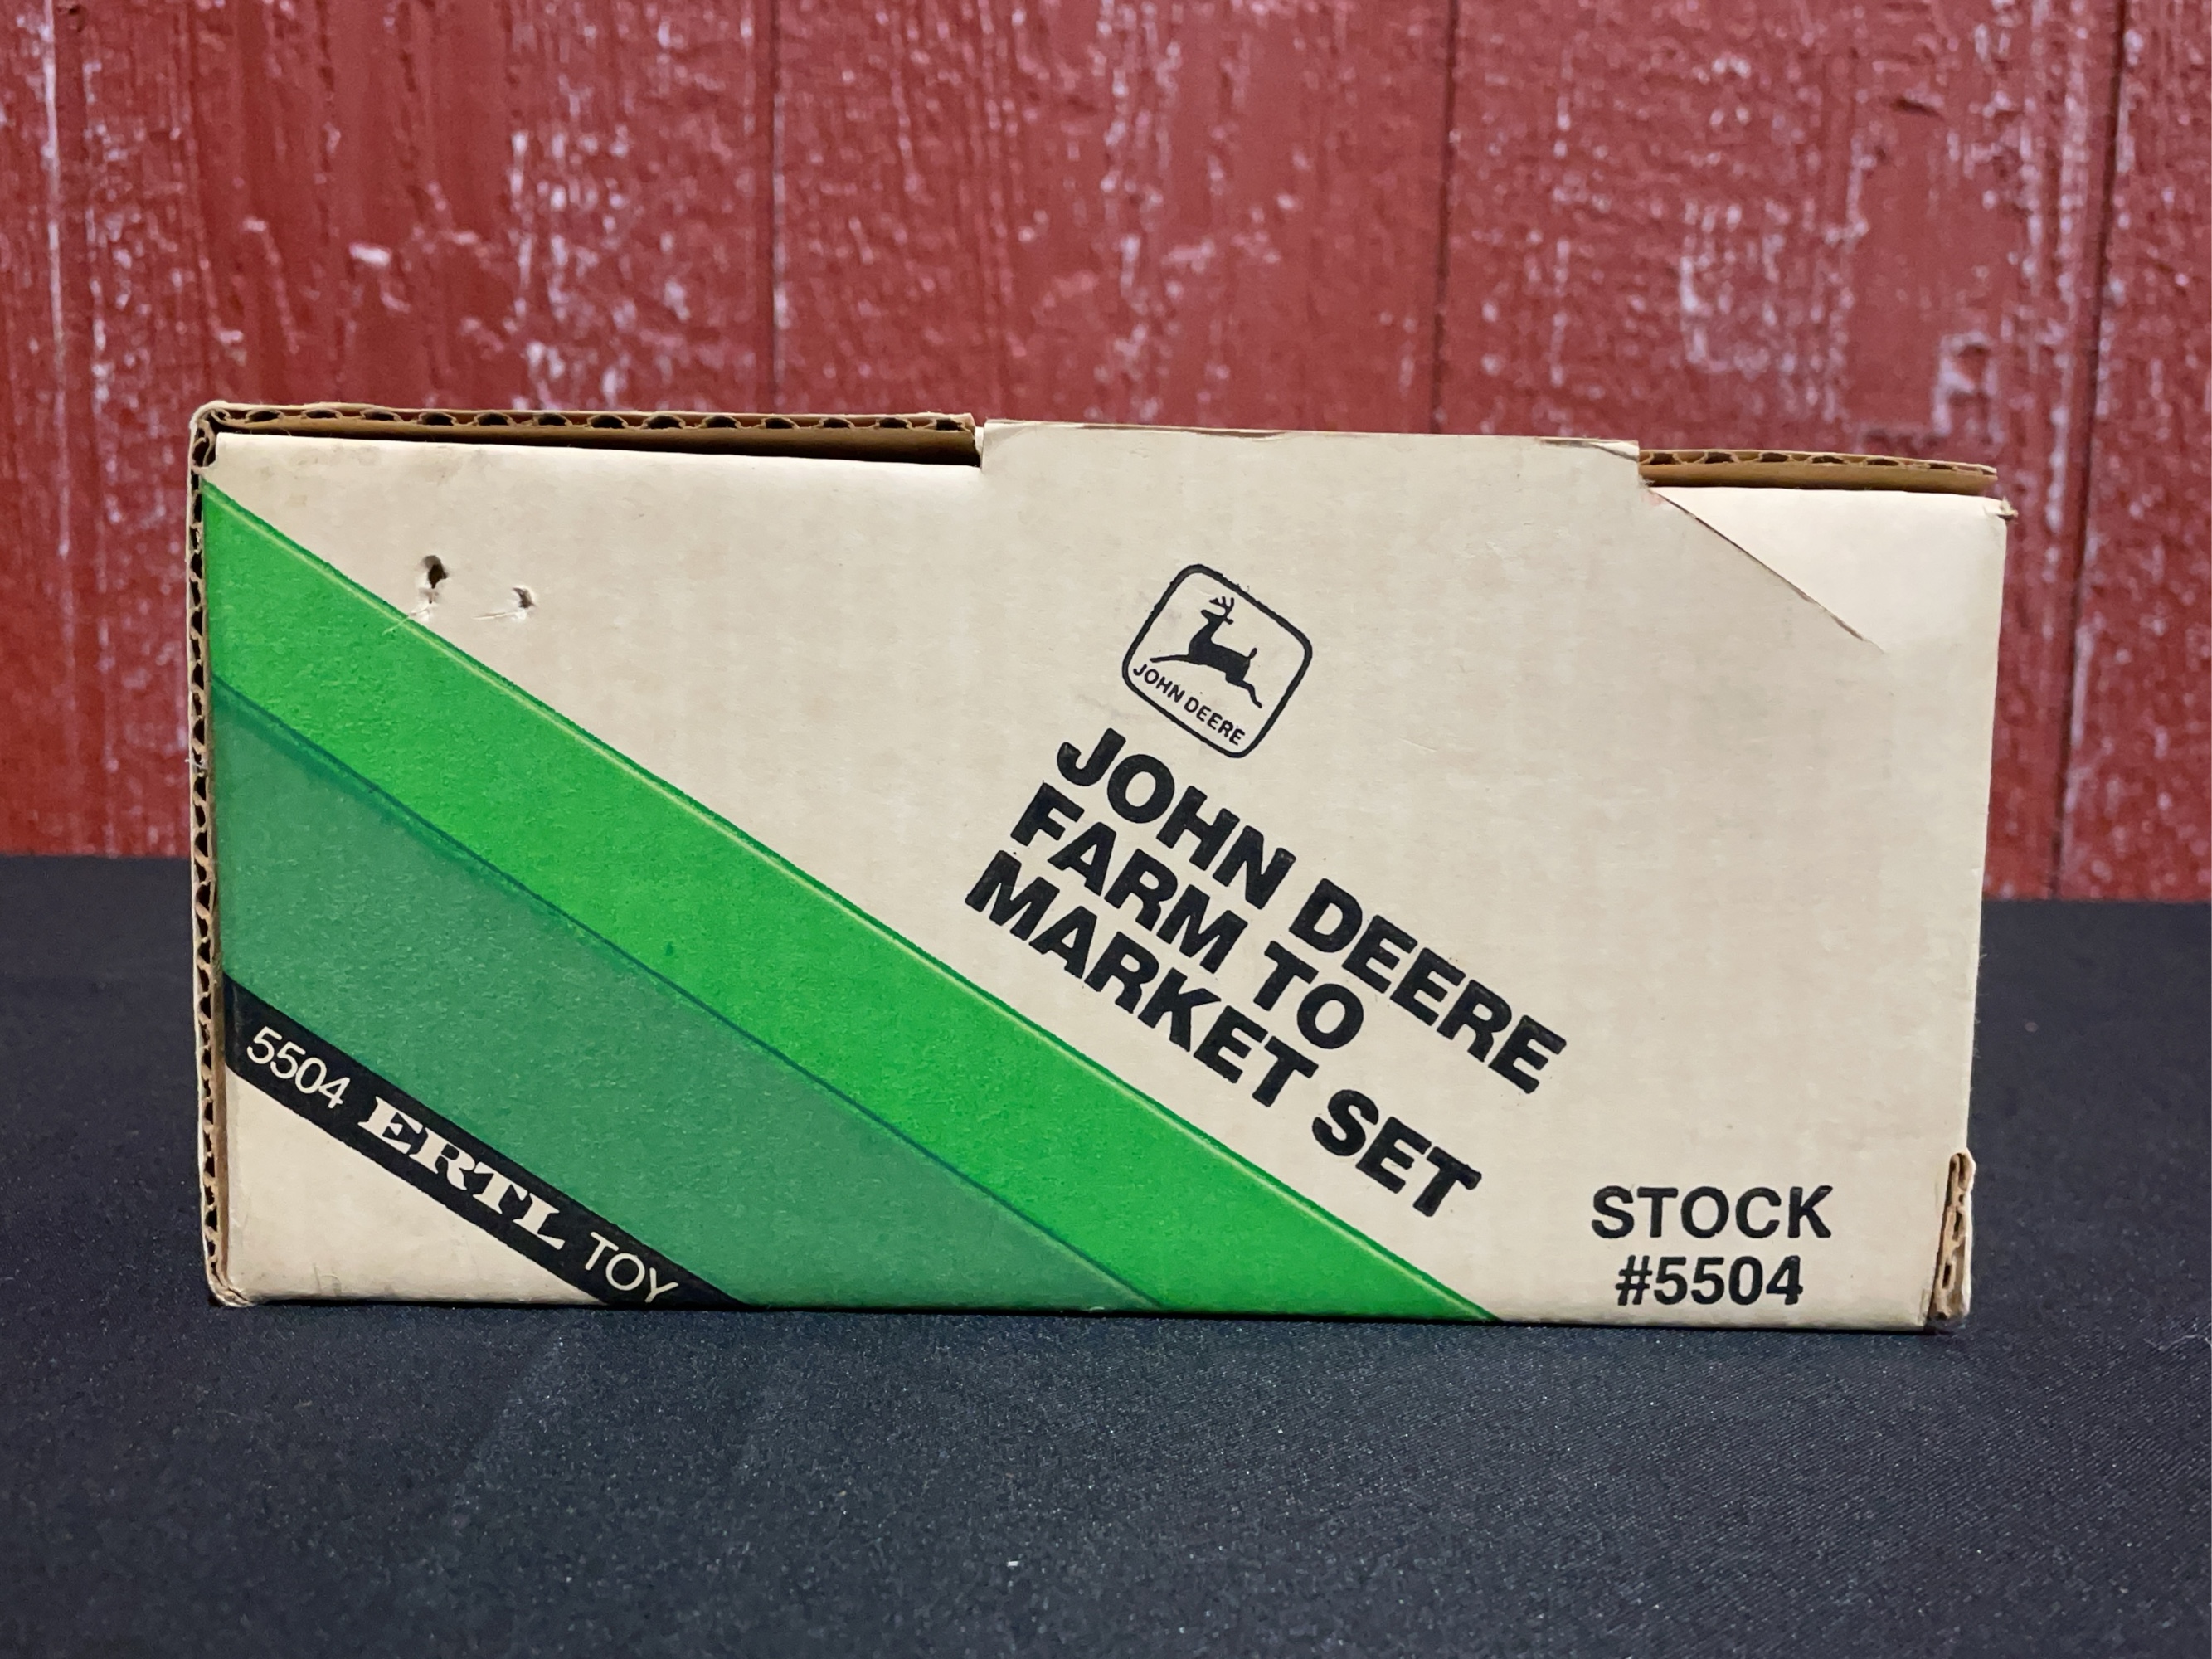 JOHN DEERE
JOHN DEERE
FARM TO
MARKET SET
5504 ERTL TOY
STOCK
#5504